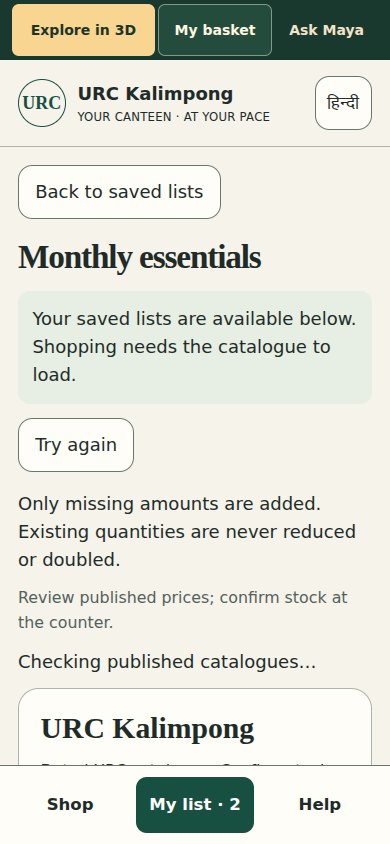 Explore in 3D
My basket
Ask Maya
URC
URC Kalimpong
YOUR CANTEEN · AT YOUR PACE
हिन्दी
Back to saved lists
Monthly essentials
Your saved lists are available below.
Shopping needs the catalogue to
load.
Try again
Only missing amounts are added.
Existing quantities are never reduced
or doubled.
Review published prices; confirm stock at
the counter.
Checking published catalogues…
URC Kalimpong
Shop
My list · 2
Help